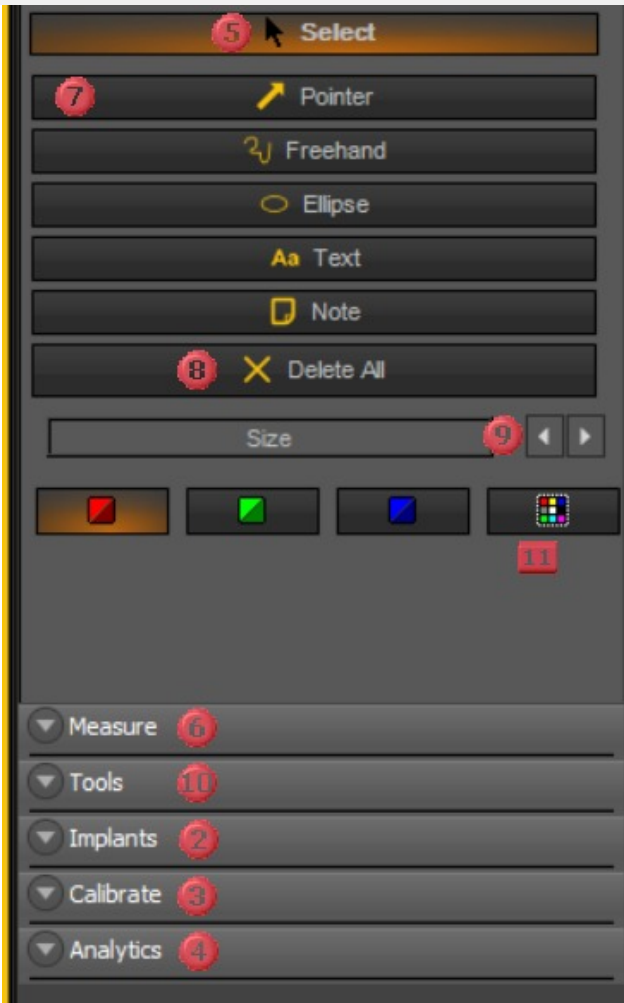 5 Select
7 Pointer
Freehand
Ellipse
Aa Text
Note
8 Delete All
Size 9
11
Measure 6
Tools 10
Implants 2
Calibrate 3
Analytics 4